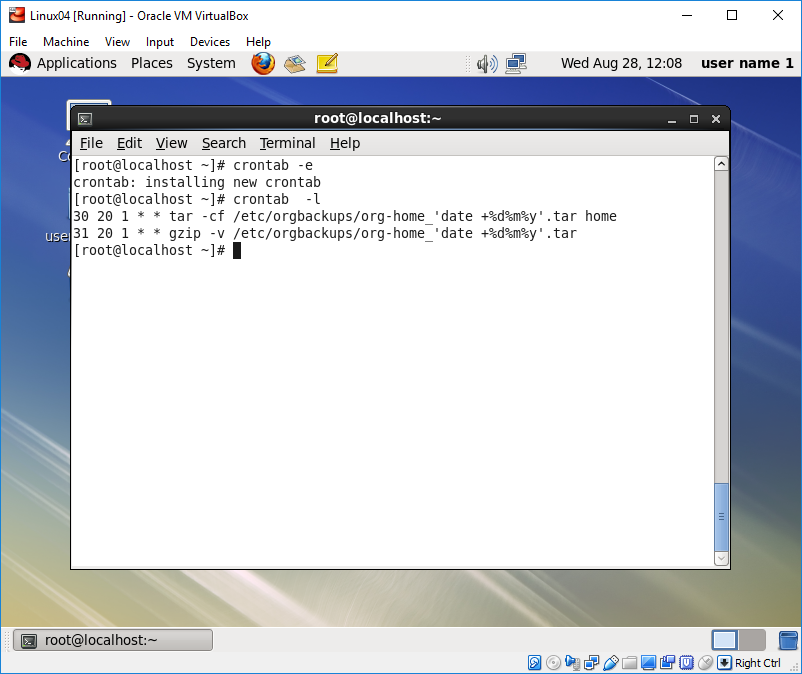 Linux04 [Running] - Oracle VM VirtualBox
File Machine View Input Devices Help
Applications Places System Wed Aug 28, 12:08 user name 1
root@localhost:~
File Edit View Search Terminal Help
[root@localhost ~]# crontab -e
crontab: installing new crontab
[root@localhost ~]# crontab  -l
30 20 1 * * tar -cf /etc/orgbackups/org-home_'date +%d%m%y'.tar home
31 20 1 * * gzip -v /etc/orgbackups/org-home_'date +%d%m%y'.tar
[root@localhost ~]#
root@localhost:~
Right Ctrl